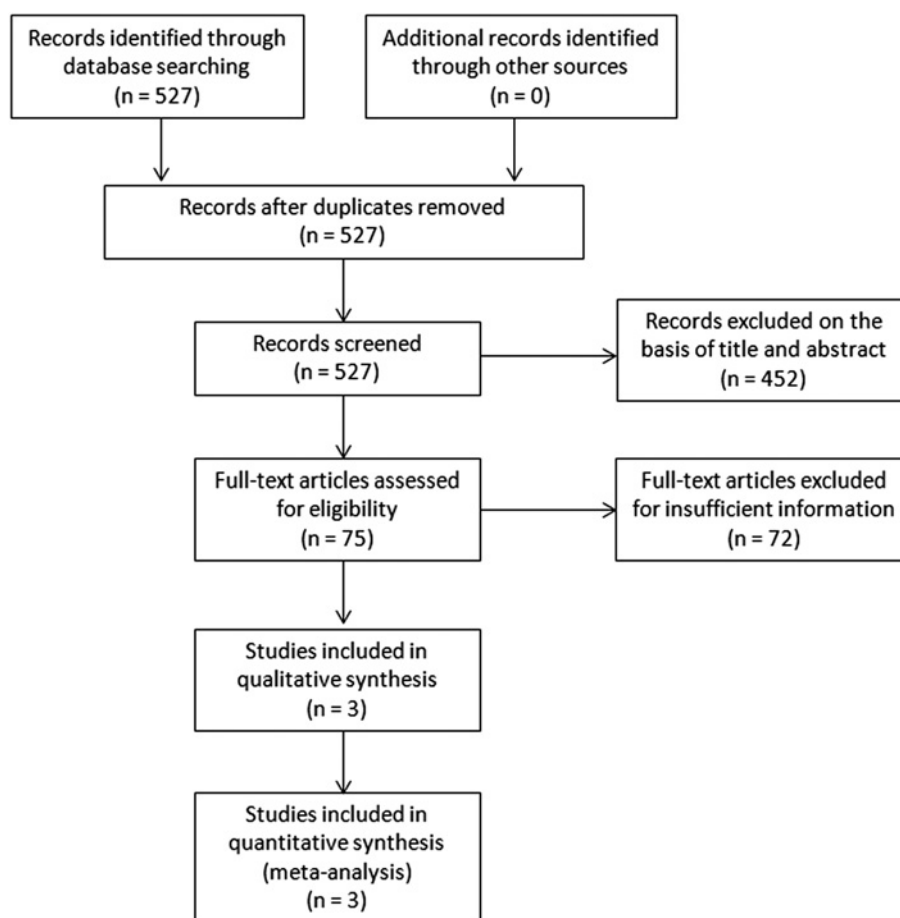 Records identified through
database searching
(n = 527)
Additional records identified
through other sources
(n = 0)
Records after duplicates removed
(n = 527)
Records screened
(n = 527)
Records excluded on the
basis of title and abstract
(n = 452)
Full-text articles assessed
for eligibility
(n = 75)
Full-text articles excluded
for insufficient information
(n = 72)
Studies included in
qualitative synthesis
(n = 3)
Studies included in
quantitative synthesis
(meta-analysis)
(n = 3)